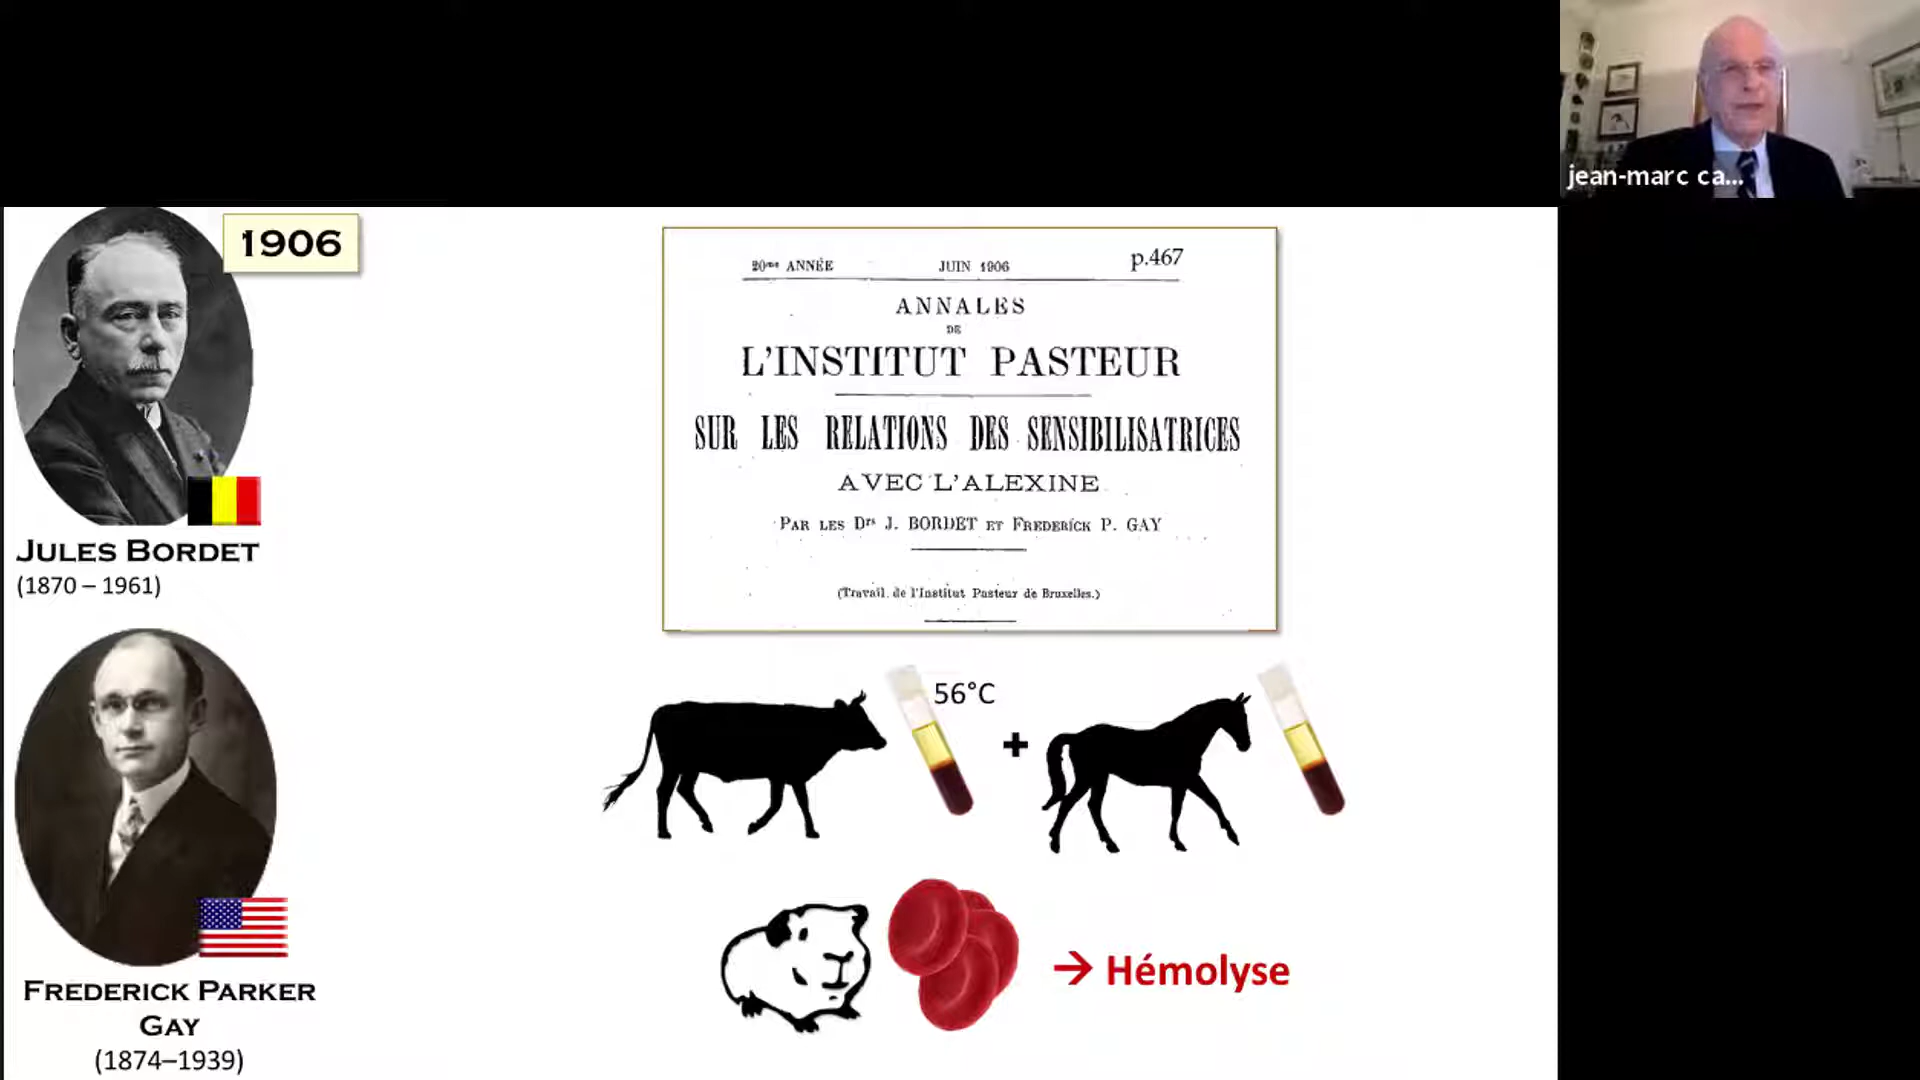 jean-marc ca...
1906
JULES BORDET
(1870 – 1961)
FREDERICK PARKER
GAY
(1874–1939)
20me ANNÉE JUIN 1906 p.467
ANNALES
DE
L'INSTITUT PASTEUR
SUR LES RELATIONS DES SENSIBILISATRICES
AVEC L'ALEXINE
PAR LES Drs J. BORDET ET FREDERICK P. GAY
(Travail de l'Institut Pasteur de Bruxelles.)
56°C
+
→ Hémolyse